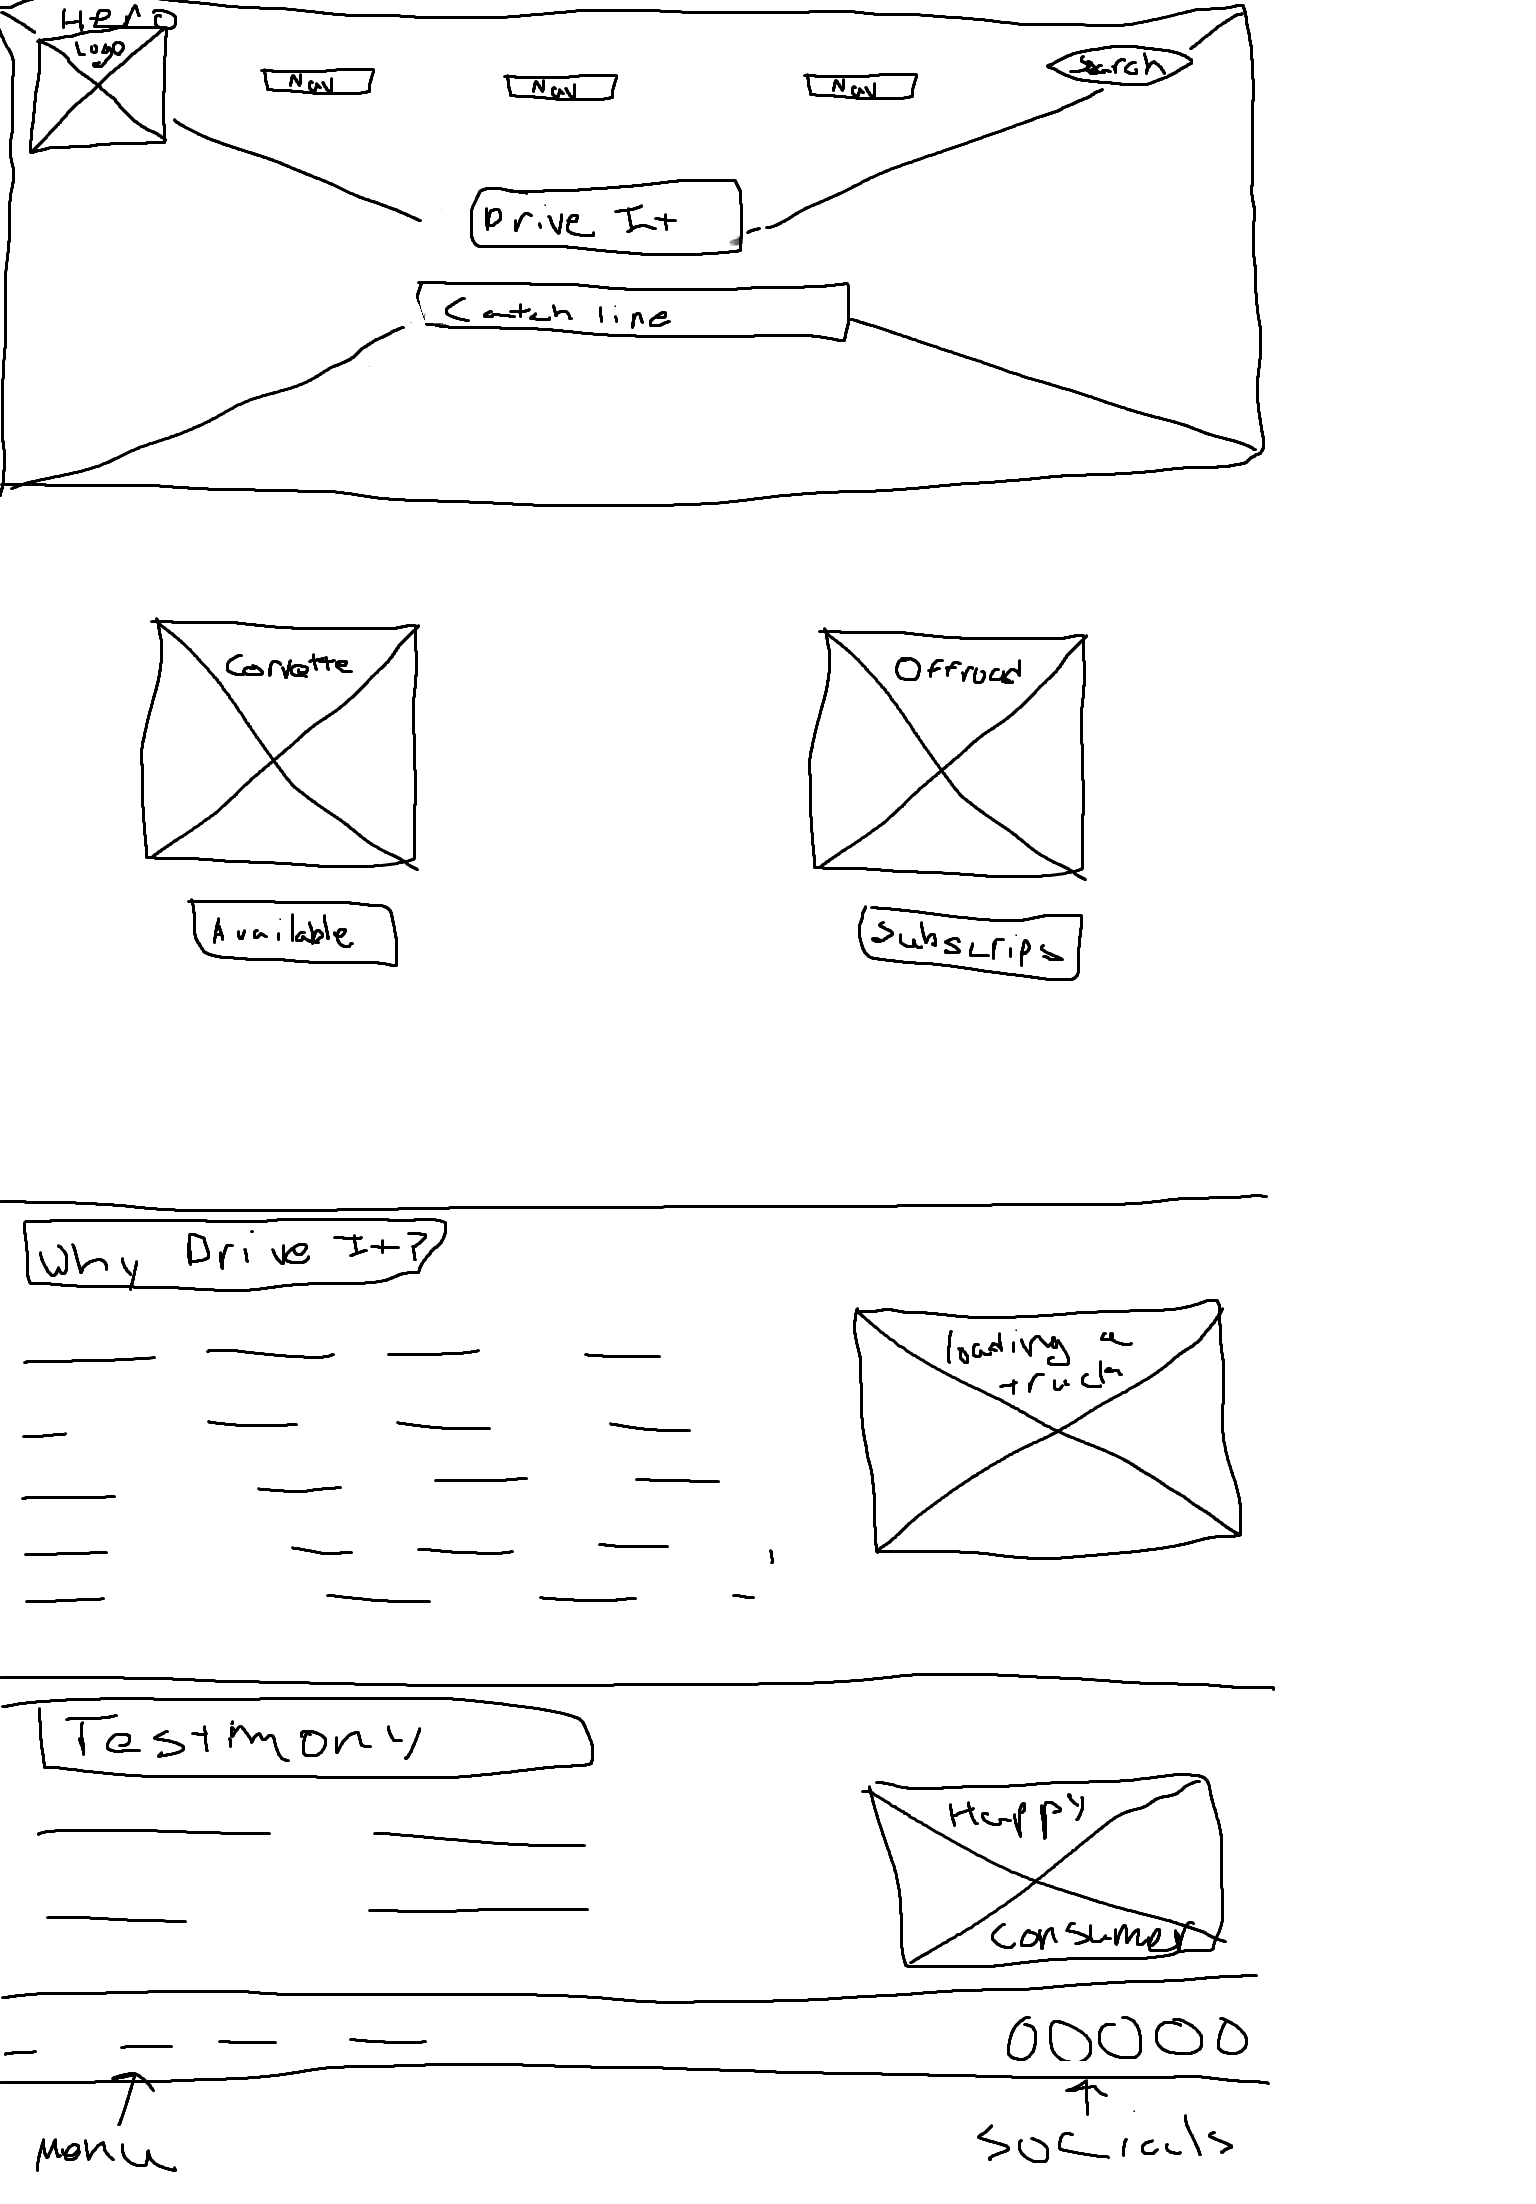 Hero
Logo
Nav
Nav
Nav
Search
Drive It
Catch line
Corvette
Offroad
Available
Subscrips
Why Drive It?
loading a
truck
Testimony
Happy
Consumer
Menu
Socials